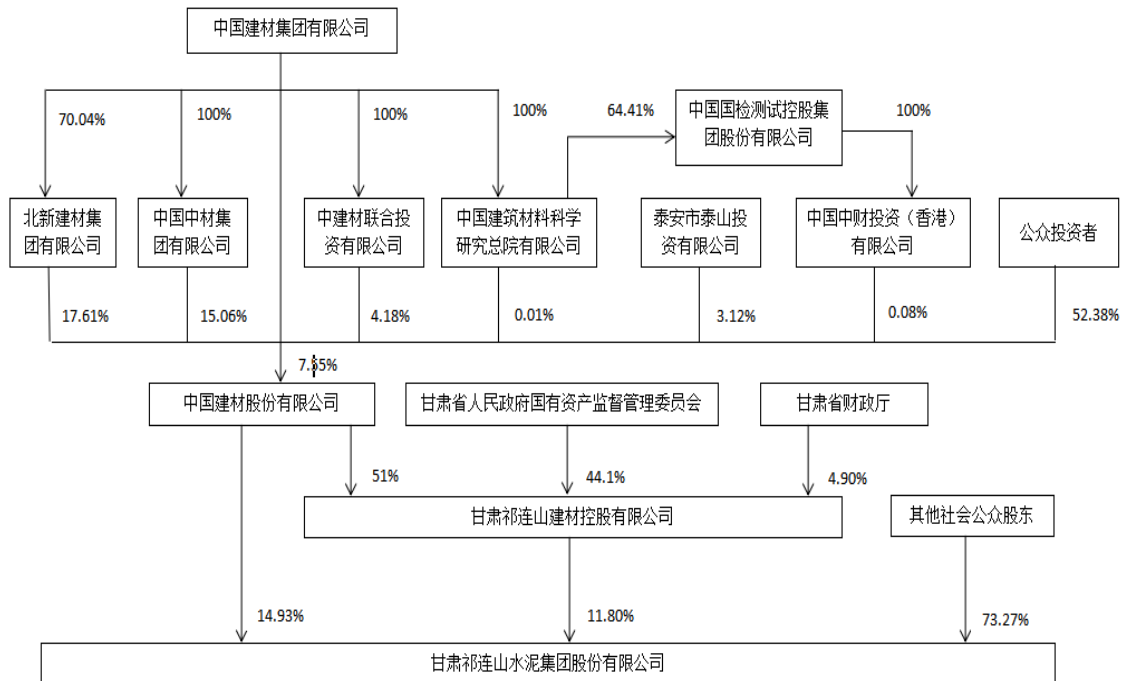 中国建材集团有限公司
70.04%
100%
100%
100%
64.41%
中国国检测试控股集
团股份有限公司
100%
北新建材集
团有限公司
中国中材集
团有限公司
中建材联合投
资有限公司
中国建筑材料科学
研究总院有限公司
泰安市泰山投
资有限公司
中国中财投资（香港）
有限公司
公众投资者
17.61%
15.06%
4.18%
0.01%
3.12%
0.08%
52.38%
7.55%
中国建材股份有限公司
甘肃省人民政府国有资产监督管理委员会
甘肃省财政厅
51%
44.1%
4.90%
甘肃祁连山建材控股有限公司
其他社会公众股东
14.93%
11.80%
73.27%
甘肃祁连山水泥集团股份有限公司